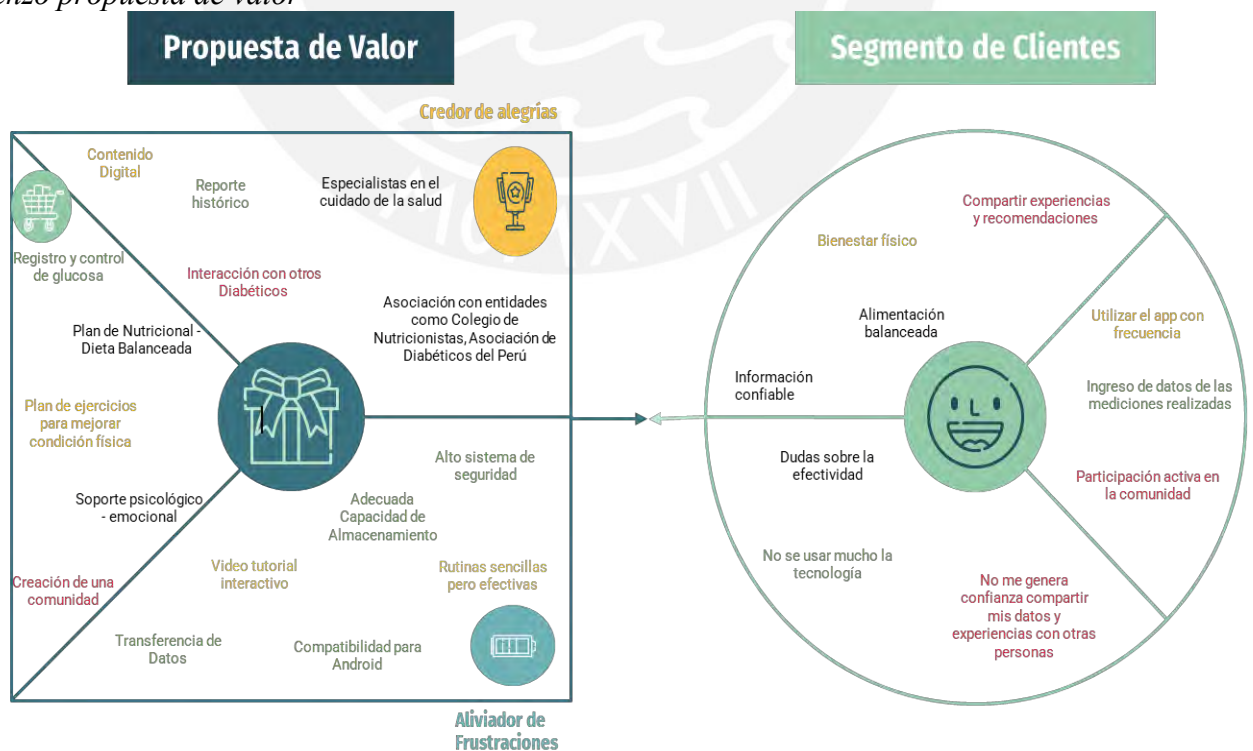 propuesta de valor
Propuesta de Valor
Segmento de Clientes
Credor de alegrías
Contenido
Digital
Reporte
histórico
Especialistas en el
cuidado de la salud
Registro y control
de glucosa
Interacción con otros
Diabéticos
Plan de Nutricional -
Dieta Balanceada
Asociación con entidades
como Colegio de
Nutricionistas, Asociación de
Diabéticos del Perú
Plan de ejercicios
para mejorar
condición física
Soporte psicológico
- emocional
Creación de una
comunidad
Alto sistema de
seguridad
Adecuada
Capacidad de
Almacenamiento
Video tutorial
interactivo
Rutinas sencillas
pero efectivas
Transferencia de
Datos
Compatibilidad para
Android
Aliviador de
Frustraciones
Compartir experiencias
y recomendaciones
Bienestar físico
Alimentación
balanceada
Información
confiable
Utilizar el app con
frecuencia
Ingreso de datos de las
mediciones realizadas
Participación activa en
la comunidad
Dudas sobre la
efectividad
No se usar mucho la
tecnología
No me genera
confianza compartir
mis datos y
experiencias con otras
personas